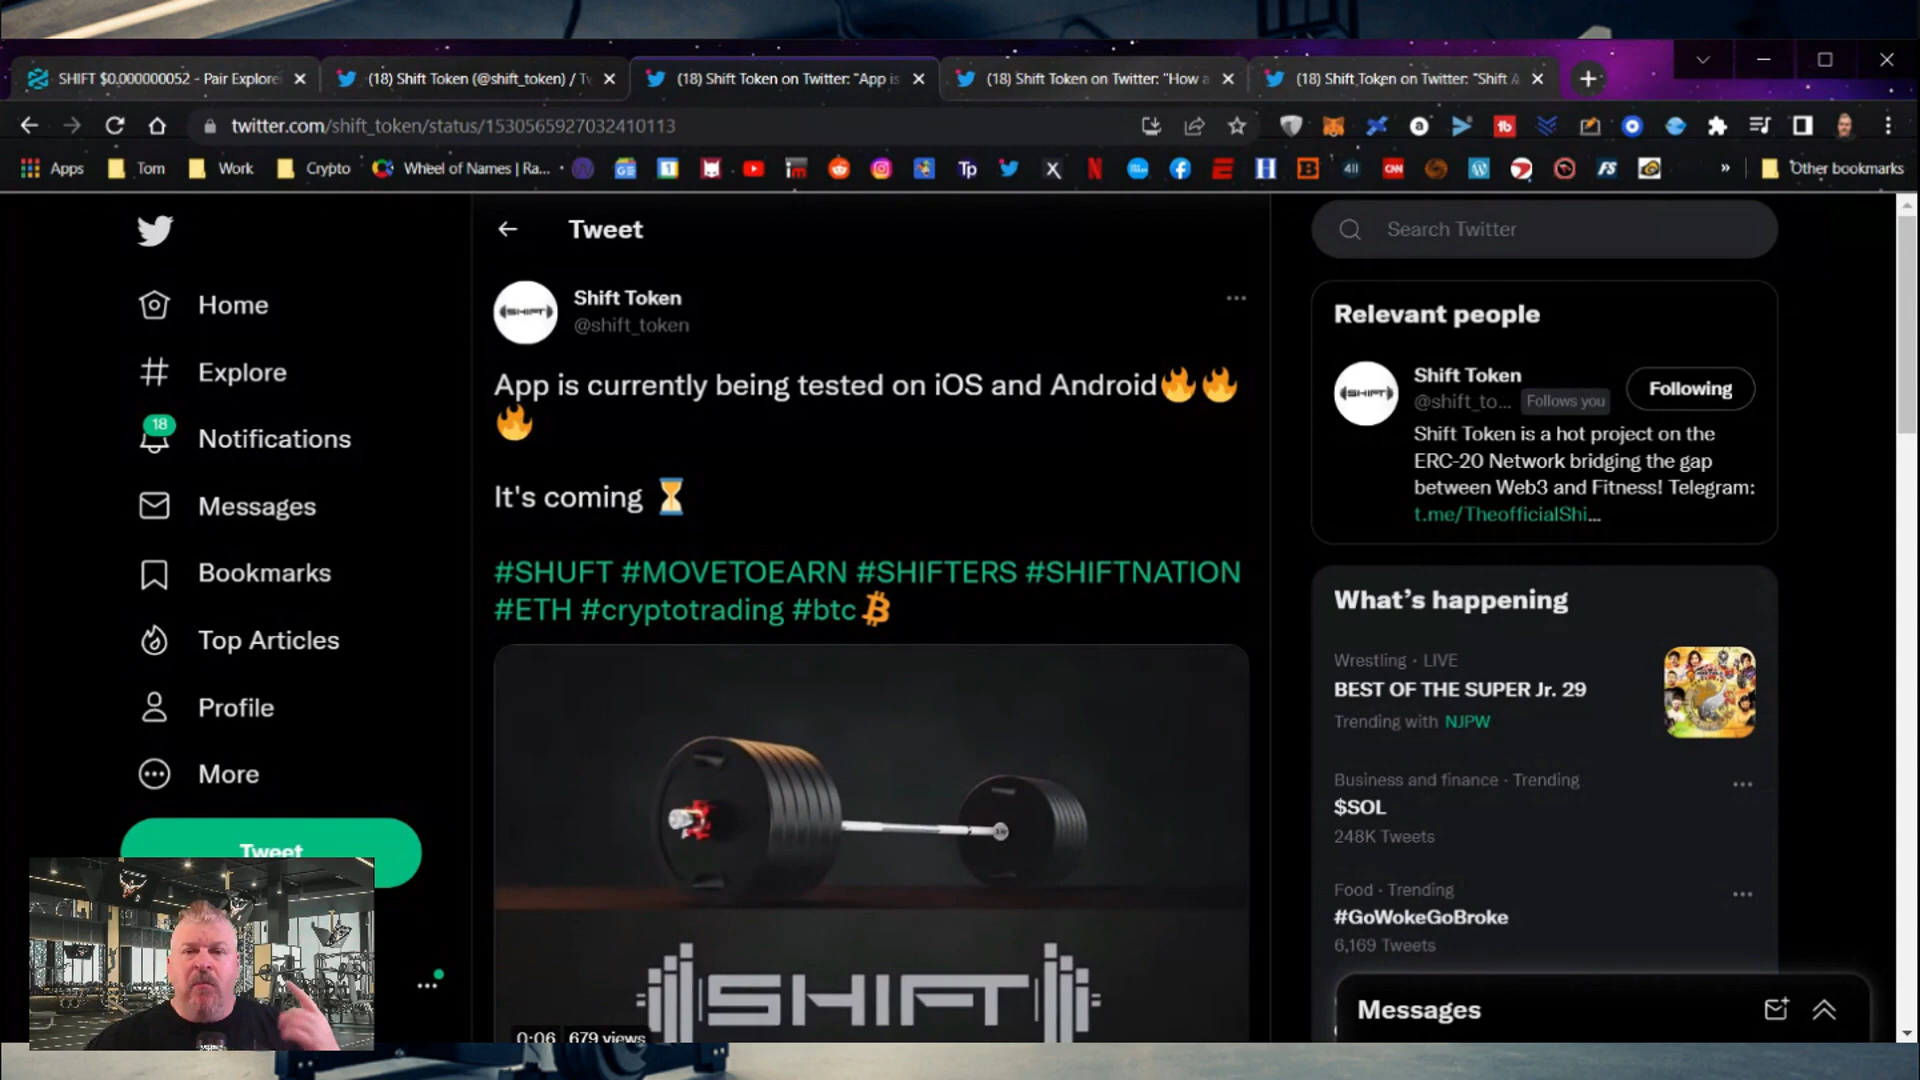 SHIFT $0.000000052 - Pair Explore
(18) Shift Token (@shift_token) / Tw
(18) Shift Token on Twitter: "App is
(18) Shift Token on Twitter: "How a
(18) Shift Token on Twitter: "Shift A
twitter.com/shift_token/status/1530565927032410113
Apps
Tom
Work
Crypto
Wheel of Names | Ra...
Tp
CNN
FS
»
Other bookmarks
Home
Explore
18
Notifications
Messages
Bookmarks
Top Articles
Profile
More
Tweet
Tweet
Shift Token
@shift_token
SHIFT
App is currently being tested on iOS and Android🔥🔥
🔥
It's coming ⏳
#SHUFT #MOVETOEARN #SHIFTERS #SHIFTNATION
#ETH #cryptotrading #btc
SHIFT
0:06 679 views
Search Twitter
Relevant people
SHIFT
Shift Token
@shift_to... Follows you
Following
Shift Token is a hot project on the
ERC-20 Network bridging the gap
between Web3 and Fitness! Telegram:
t.me/TheofficialShi...
What's happening
Wrestling · LIVE
BEST OF THE SUPER Jr. 29
Trending with NJPW
Business and finance · Trending
$SOL
248K Tweets
Food · Trending
#GoWokeGoBroke
6,169 Tweets
Messages